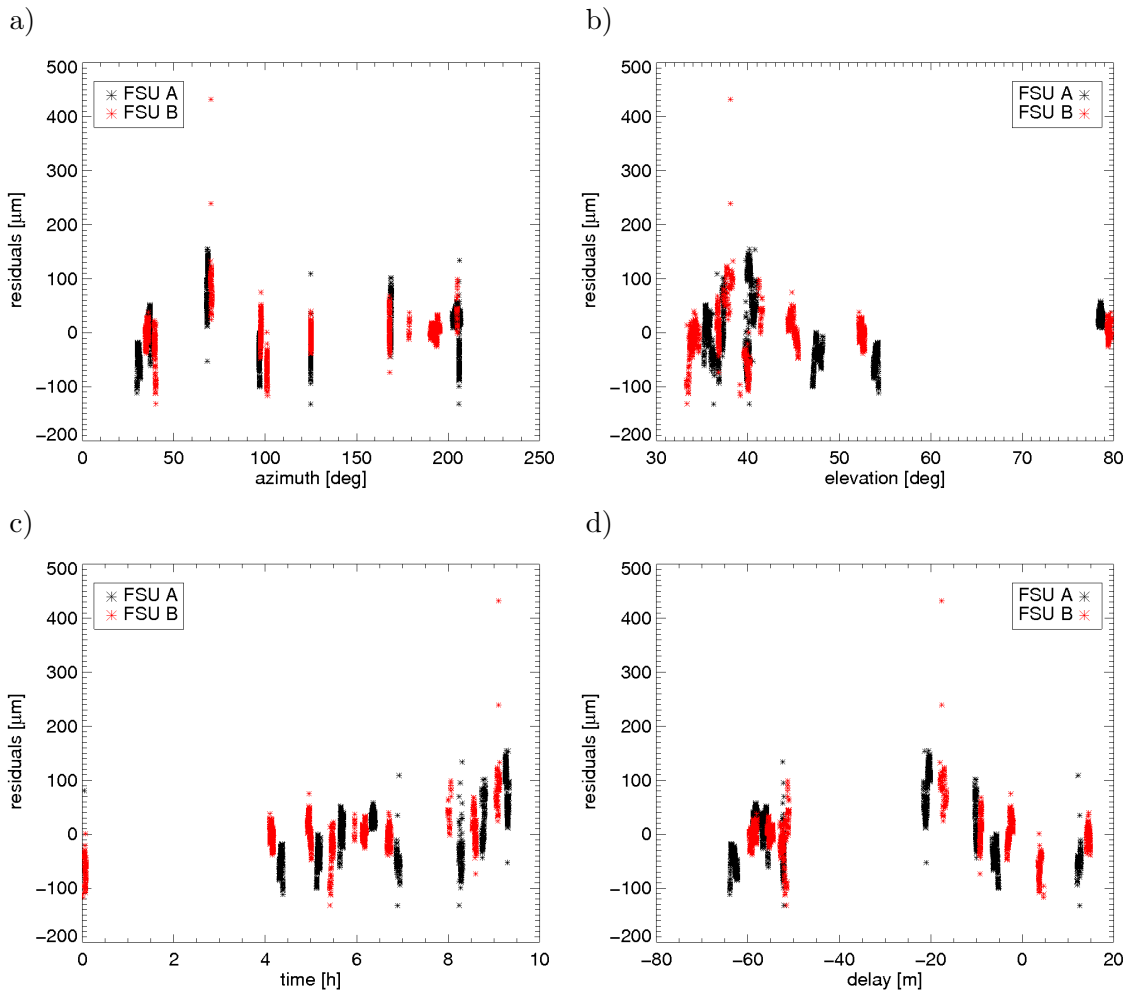 a)
b)
500
400
300
200
100
0
−100
−200
residuals [μm]
FSU A
FSU B
0 50 100 150 200 250
azimuth [deg]
500
400
300
200
100
0
−100
−200
residuals [μm]
FSU A
FSU B
30 40 50 60 70 80
elevation [deg]
c)
d)
500
400
300
200
100
0
−100
−200
residuals [μm]
FSU A
FSU B
0 2 4 6 8 10
time [h]
500
400
300
200
100
0
−100
−200
residuals [μm]
FSU A
FSU B
−80 −60 −40 −20 0 20
delay [m]